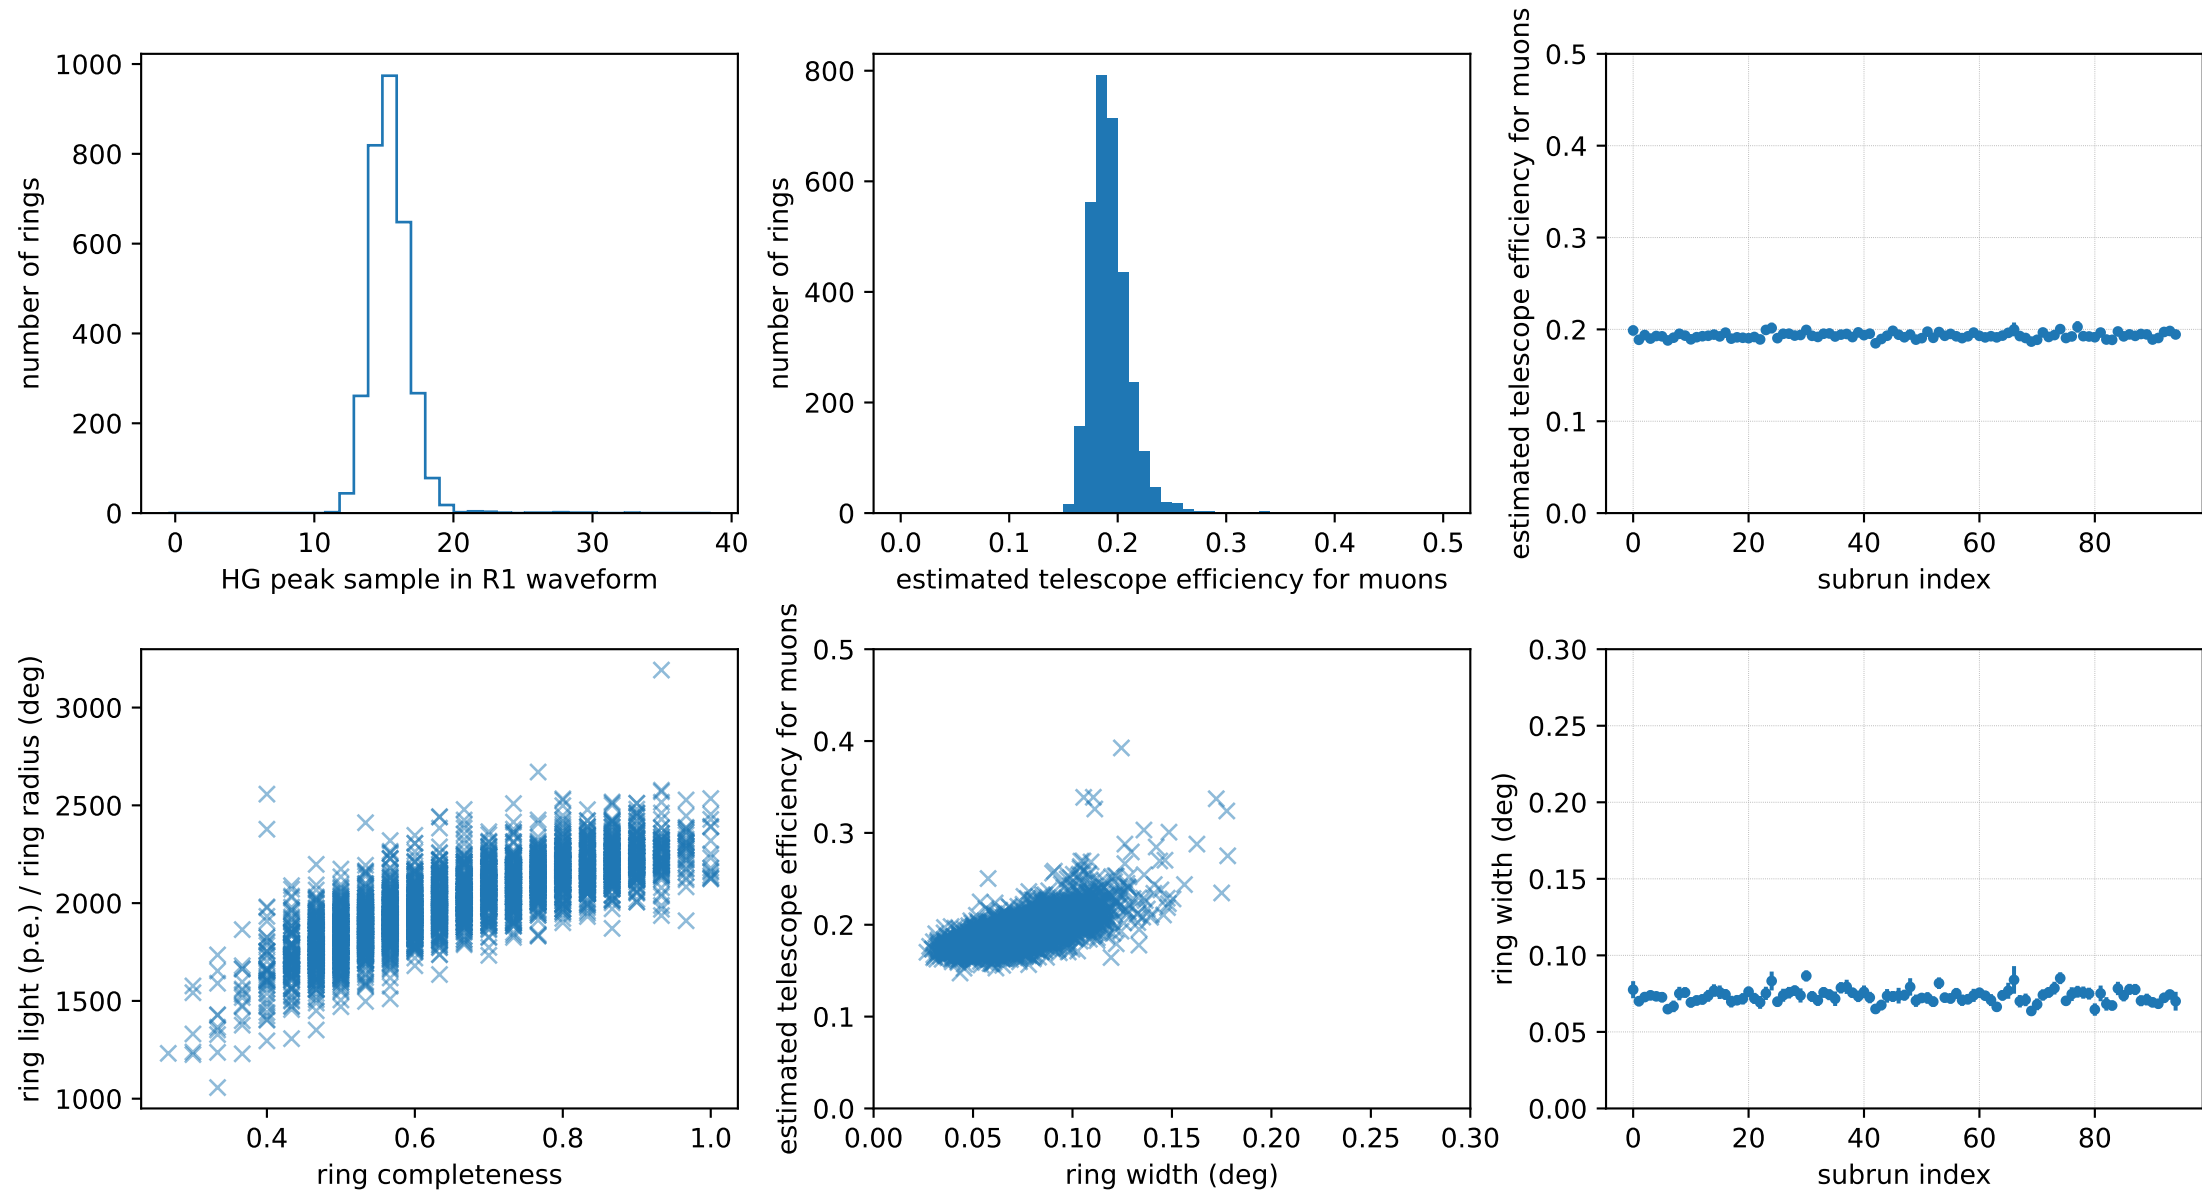 number of rings
1000
800
600
400
200
0
0 10 20 30 40
HG peak sample in R1 waveform
number of rings
800
600
400
200
0
0.0 0.1 0.2 0.3 0.4 0.5
estimated telescope efficiency for muons
estimated telescope efficiency for muons
0.5
0.4
0.3
0.2
0.1
0.0
0 20 40 60 80
subrun index
ring light (p.e.) / ring radius (deg)
3000
2500
2000
1500
1000
0.4 0.6 0.8 1.0
ring completeness
estimated telescope efficiency for muons
0.5
0.4
0.3
0.2
0.1
0.0
0.00 0.05 0.10 0.15 0.20 0.25 0.30
ring width (deg)
ring width (deg)
0.30
0.25
0.20
0.15
0.10
0.05
0.00
0 20 40 60 80
subrun index